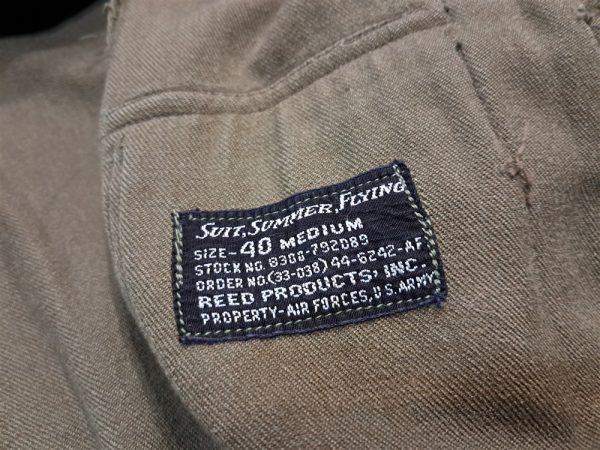 SUIT, SUMMER, FLYING
SIZE-40 MEDIUM
STOCK NO. 8308-792089
ORDER NO.(33-038)44-6242-AF
REED PRODUCTS, INC.
PROPERTY-AIR FORCES, U.S. ARMY